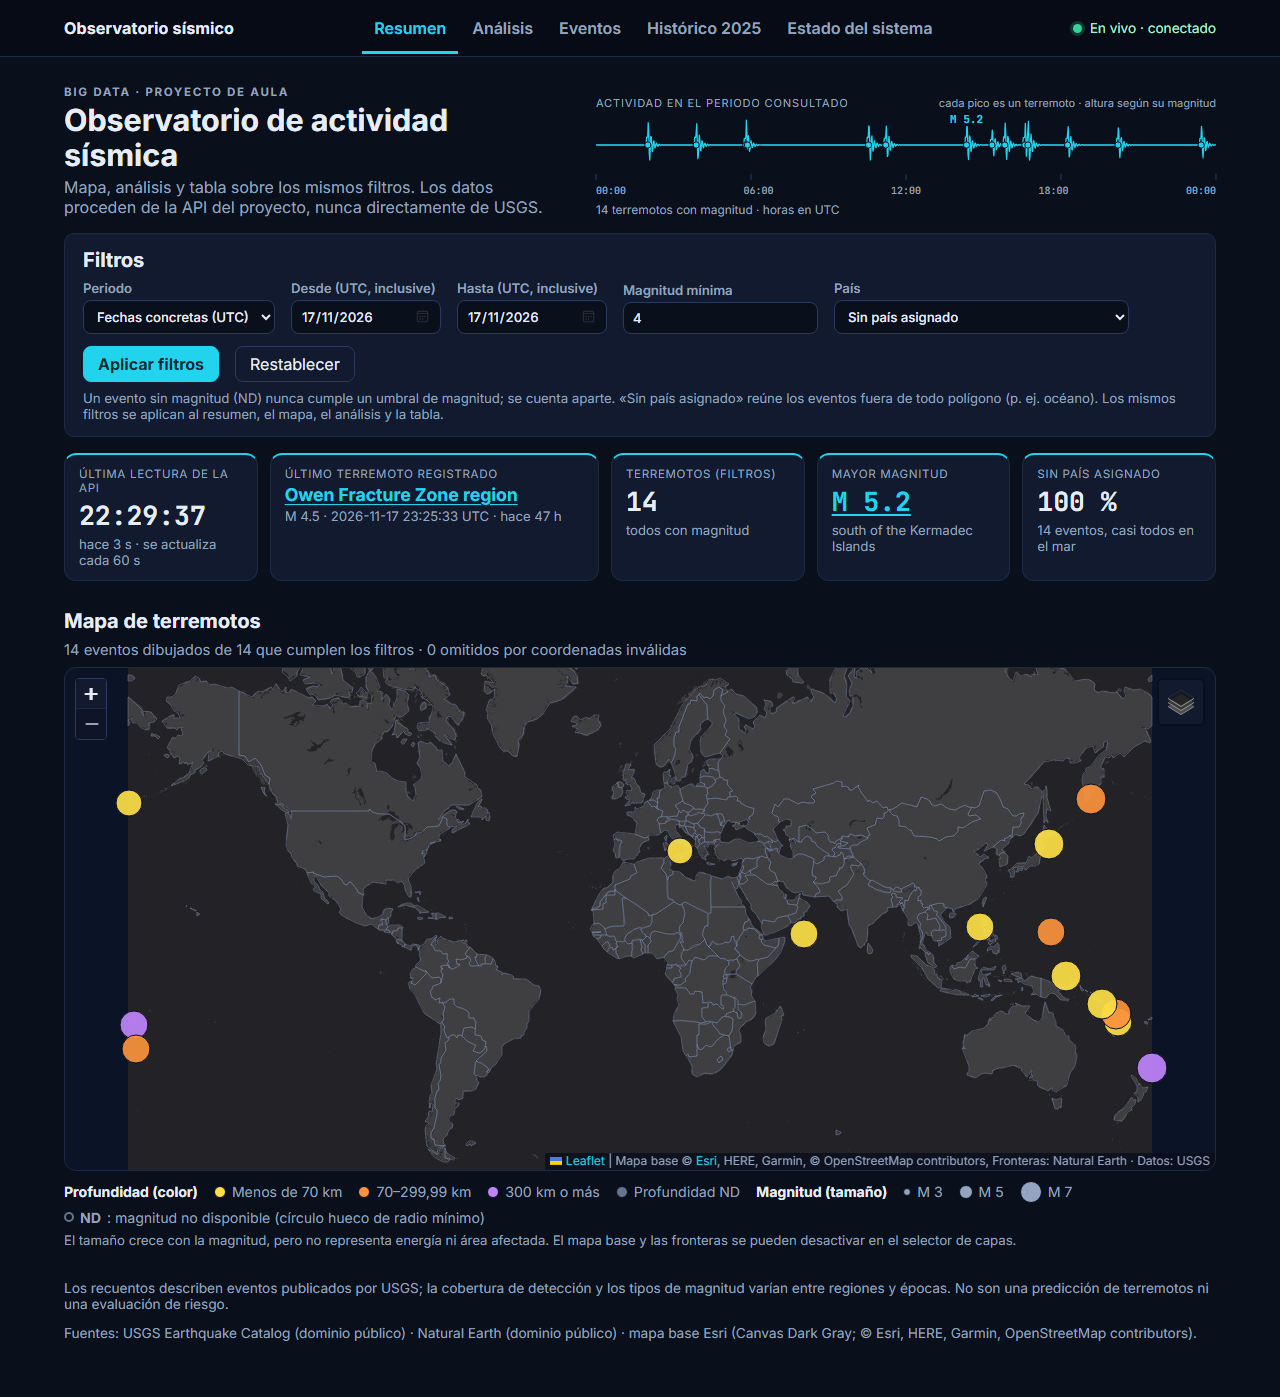 Observatorio sísmico
Resumen
Análisis
Eventos
Histórico 2025
Estado del sistema
En vivo · conectado
BIG DATA · PROYECTO DE AULA
Observatorio de actividad
sísmica
Mapa, análisis y tabla sobre los mismos filtros. Los datos
proceden de la API del proyecto, nunca directamente de USGS.
ACTIVIDAD EN EL PERIODO CONSULTADO
cada pico es un terremoto · altura según su magnitud
M 5.2
00:00
06:00
12:00
18:00
00:00
14 terremotos con magnitud · horas en UTC
Filtros
Periodo
Desde (UTC, inclusive)
Hasta (UTC, inclusive)
Magnitud mínima
País
Fechas concretas (UTC)
17/11/2026
17/11/2026
4
Sin país asignado
Aplicar filtros
Restablecer
Un evento sin magnitud (ND) nunca cumple un umbral de magnitud; se cuenta aparte. «Sin país asignado» reúne los eventos fuera de todo polígono (p. ej. océano). Los mismos
filtros se aplican al resumen, el mapa, el análisis y la tabla.
ÚLTIMA LECTURA DE LA
API
22:29:37
hace 3 s · se actualiza
cada 60 s
ÚLTIMO TERREMOTO REGISTRADO
Owen Fracture Zone region
M 4.5 · 2026-11-17 23:25:33 UTC · hace 47 h
TERREMOTOS (FILTROS)
14
todos con magnitud
MAYOR MAGNITUD
M 5.2
south of the Kermadec
Islands
SIN PAÍS ASIGNADO
100 %
14 eventos, casi todos en
el mar
Mapa de terremotos
14 eventos dibujados de 14 que cumplen los filtros · 0 omitidos por coordenadas inválidas
+
−
Leaflet | Mapa base © Esri, HERE, Garmin, © OpenStreetMap contributors, Fronteras: Natural Earth · Datos: USGS
Profundidad (color)
Menos de 70 km
70–299,99 km
300 km o más
Profundidad ND
Magnitud (tamaño)
M 3
M 5
M 7
ND : magnitud no disponible (círculo hueco de radio mínimo)
El tamaño crece con la magnitud, pero no representa energía ni área afectada. El mapa base y las fronteras se pueden desactivar en el selector de capas.
Los recuentos describen eventos publicados por USGS; la cobertura de detección y los tipos de magnitud varían entre regiones y épocas. No son una predicción de terremotos ni
una evaluación de riesgo.
Fuentes: USGS Earthquake Catalog (dominio público) · Natural Earth (dominio público) · mapa base Esri (Canvas Dark Gray; © Esri, HERE, Garmin, OpenStreetMap contributors).